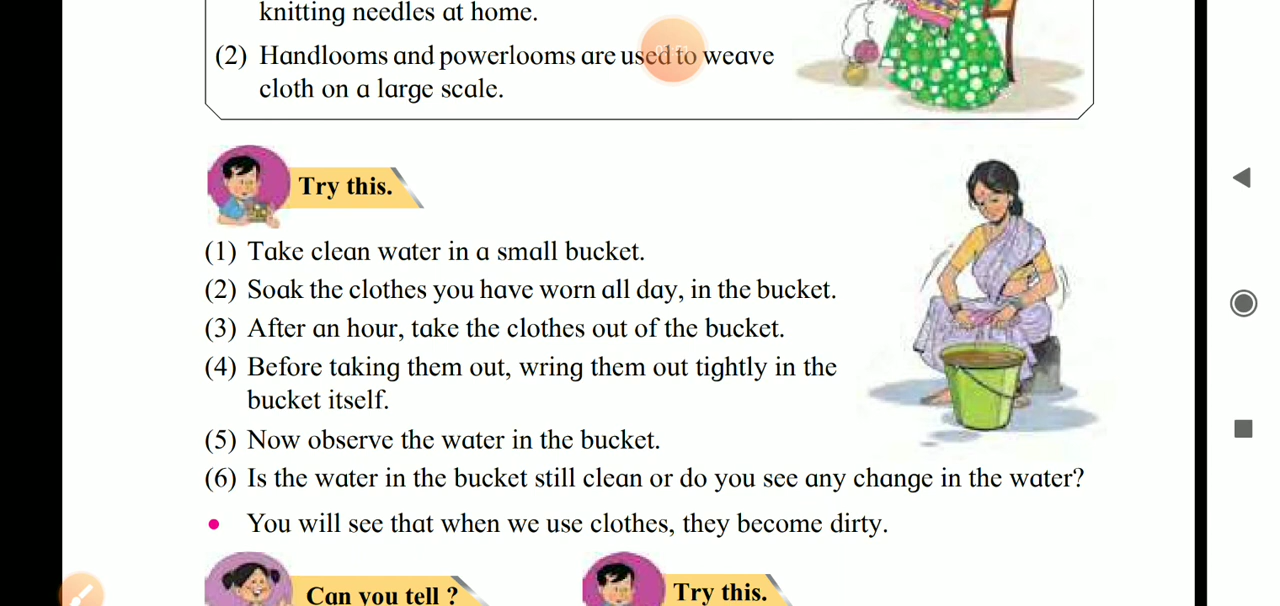 knitting needles at home.
(2) Handlooms and powerlooms are used to weave
cloth on a large scale.
Try this.
(1) Take clean water in a small bucket.
(2) Soak the clothes you have worn all day, in the bucket.
(3) After an hour, take the clothes out of the bucket.
(4) Before taking them out, wring them out tightly in the
bucket itself.
(5) Now observe the water in the bucket.
(6) Is the water in the bucket still clean or do you see any change in the water?
• You will see that when we use clothes, they become dirty.
Can you tell ?
Try this.